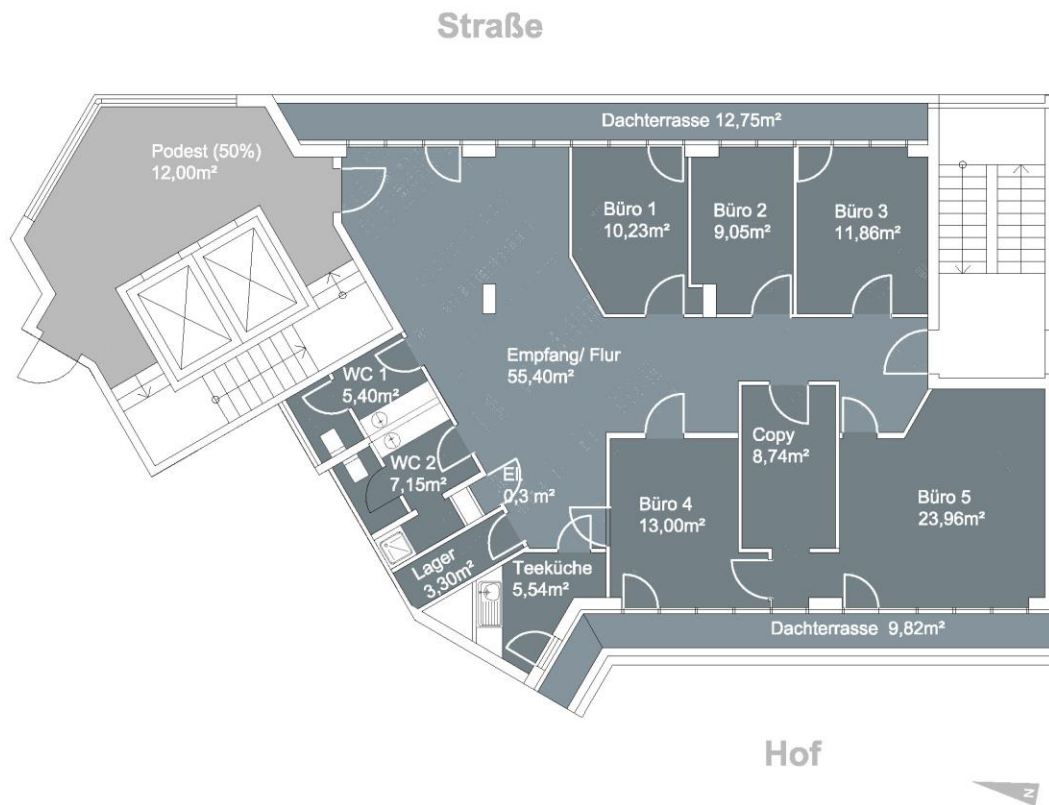 Straße
Dachterrasse 12,75m²
Podest (50%)
12,00m²
Büro 1
10,23m²
Büro 2
9,05m²
Büro 3
11,86m²
Empfang/ Flur
55,40m²
WC 1
5,40m²
WC 2
7,15m²
El.
0,3 m²
Copy
8,74m²
Büro 4
13,00m²
Büro 5
23,96m²
Lager
3,30m²
Teeküche
5,54m²
Dachterrasse 9,82m²
Hof
N